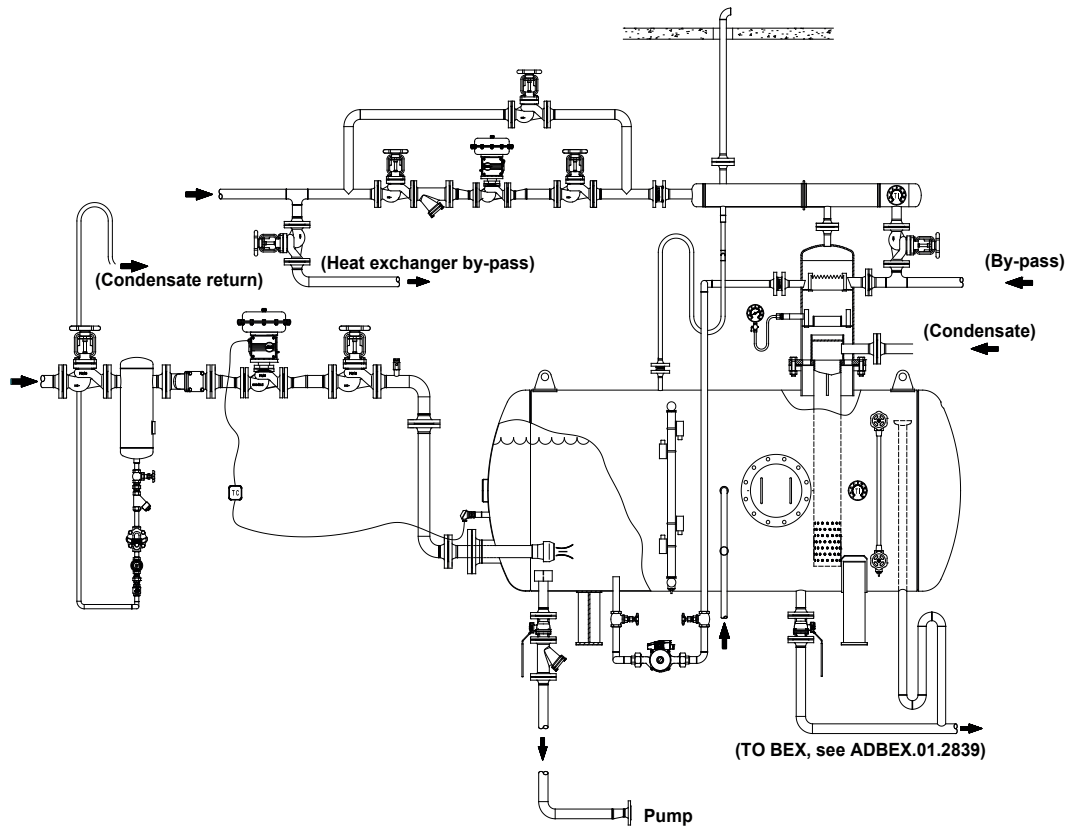 (Condensate return)
(Heat exchanger by-pass)
(By-pass)
(Condensate)
TC
(TO BEX, see ADBEX.01.2839)
Pump